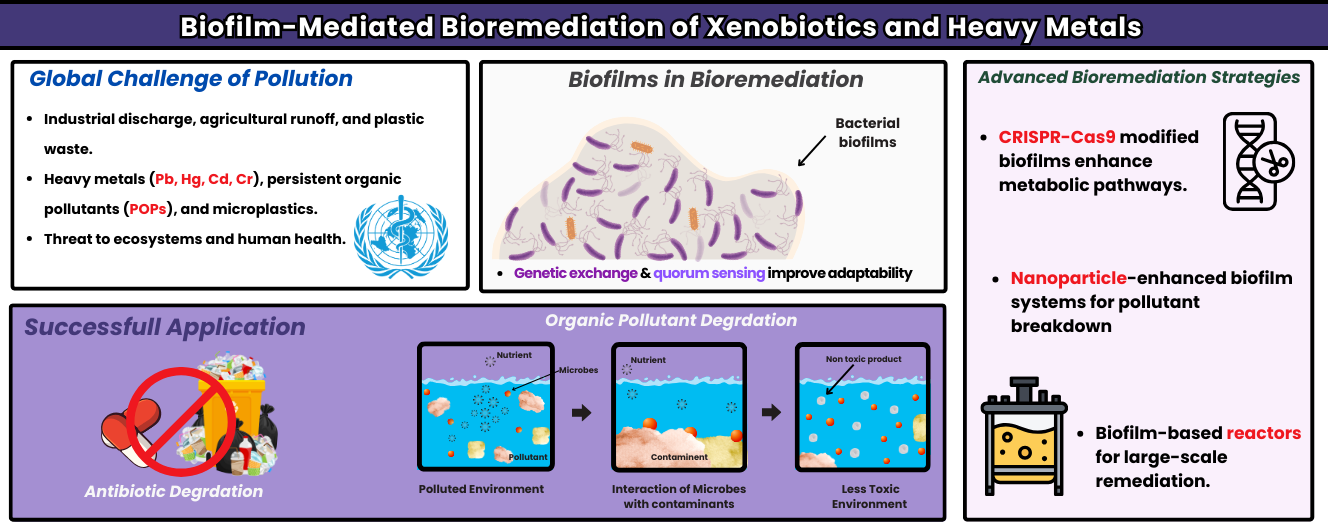 Biofilm-Mediated Bioremediation of Xenobiotics and Heavy Metals
Global Challenge of Pollution
• Industrial discharge, agricultural runoff, and plastic
waste.
• Heavy metals (Pb, Hg, Cd, Cr), persistent organic
pollutants (POPs), and microplastics.
• Threat to ecosystems and human health.
Biofilms in Bioremediation
Bacterial
biofilms
• Genetic exchange & quorum sensing improve adaptability
Advanced Bioremediation Strategies
• CRISPR-Cas9 modified
biofilms enhance
metabolic pathways.
• Nanoparticle-enhanced biofilm
systems for pollutant
breakdown
• Biofilm-based reactors
for large-scale
remediation.
Successfull Application
Antibiotic Degrdation
Organic Pollutant Degrdation
Nutrient
Microbes
Pollutant
Polluted Environment
Nutrient
Contaminent
Interaction of Microbes
with contaminants
Non toxic product
Less Toxic
Environment